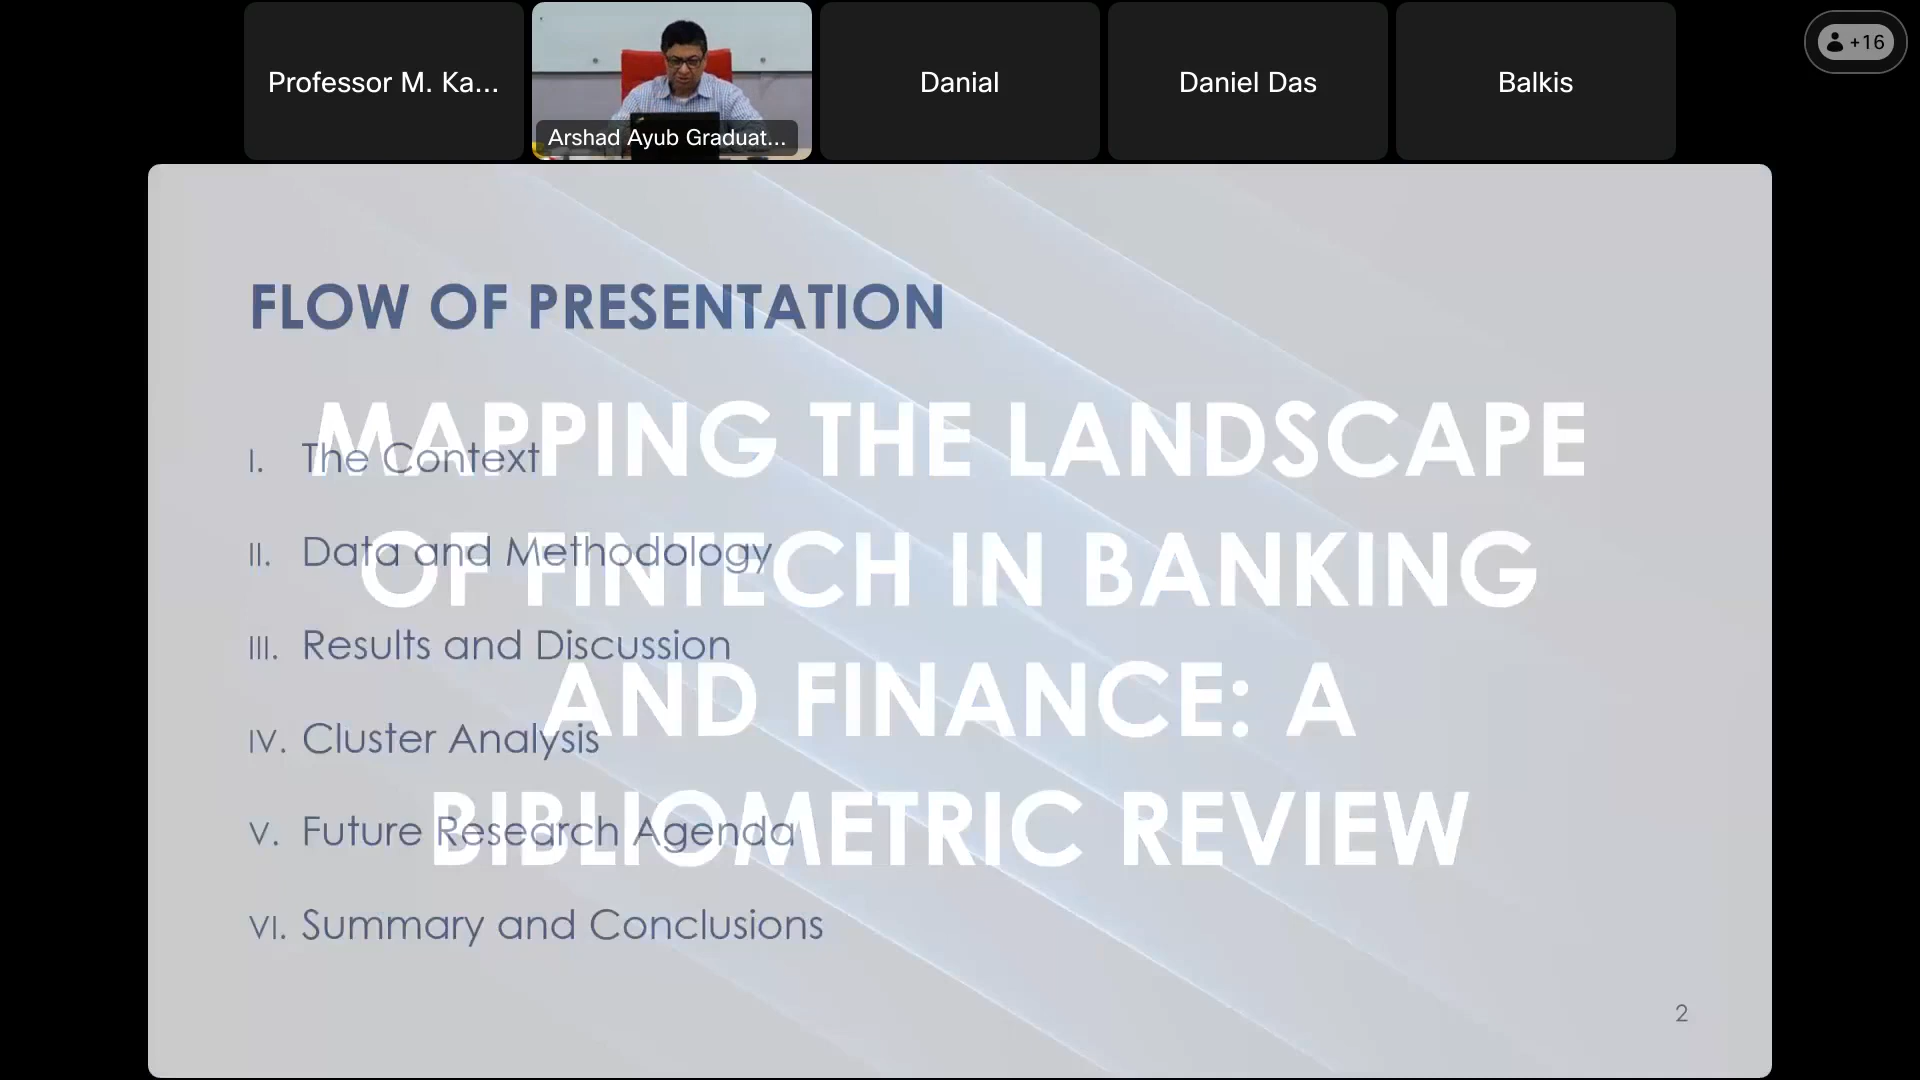 Professor M. Ka...
Arshad Ayub Graduat...
Danial
Daniel Das
Balkis
+16
FLOW OF PRESENTATION
I. The Context
II. Data and Methodology
III. Results and Discussion
IV. Cluster Analysis
V. Future Research Agenda
VI. Summary and Conclusions
MAPPING THE LANDSCAPE
OF FINTECH IN BANKING
AND FINANCE: A
BIBLIOMETRIC REVIEW
2